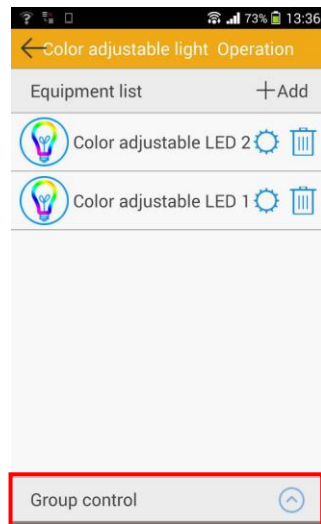 73% 13:36
Color adjustable light Operation
Equipment list +Add
Color adjustable LED 2
Color adjustable LED 1
Group control